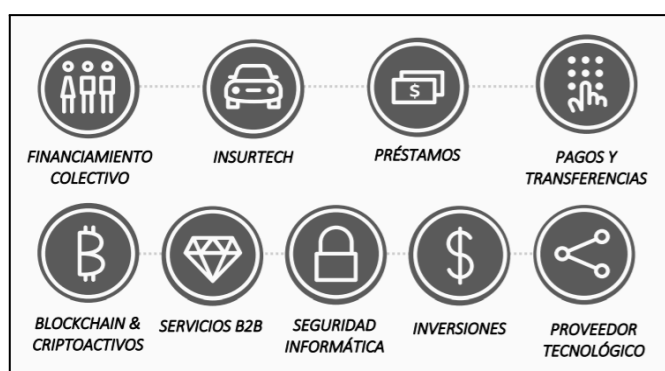 FINANCIAMIENTO
COLECTIVO
INSURTECH
PRÉSTAMOS
PAGOS Y
TRANSFERENCIAS
BLOCKCHAIN &
CRIPTOACTIVOS
SERVICIOS B2B
SEGURIDAD
INFORMÁTICA
INVERSIONES
PROVEEDOR
TECNOLÓGICO